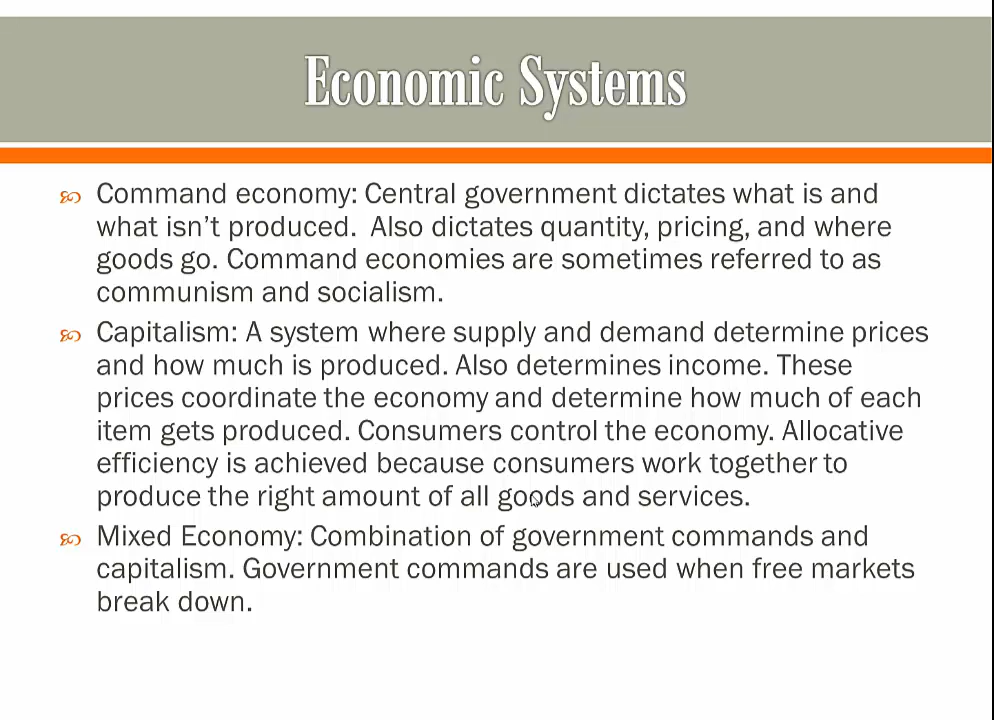 Economic Systems
Command economy: Central government dictates what is and
what isn’t produced.  Also dictates quantity, pricing, and where
goods go. Command economies are sometimes referred to as
communism and socialism.
Capitalism: A system where supply and demand determine prices
and how much is produced. Also determines income. These
prices coordinate the economy and determine how much of each
item gets produced. Consumers control the economy. Allocative
efficiency is achieved because consumers work together to
produce the right amount of all goods and services.
Mixed Economy: Combination of government commands and
capitalism. Government commands are used when free markets
break down.